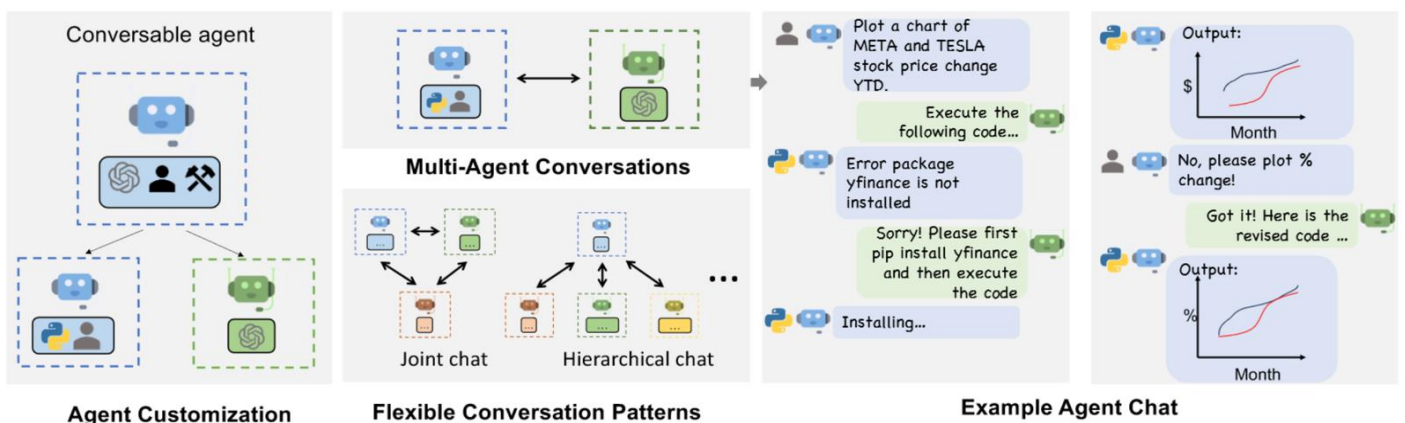 Conversable agent
Agent Customization
Multi-Agent Conversations
...
...
...
...
...
...
...
...
Joint chat
Hierarchical chat
Flexible Conversation Patterns
Plot a chart of
META and TESLA
stock price change
YTD.
Execute the
following code...
Error package
yfinance is not
installed
Sorry! Please first
pip install yfinance
and then execute
the code
Installing...
Output:
$
Month
No, please plot %
change!
Got it! Here is the
revised code ...
Output:
%
Month
Example Agent Chat